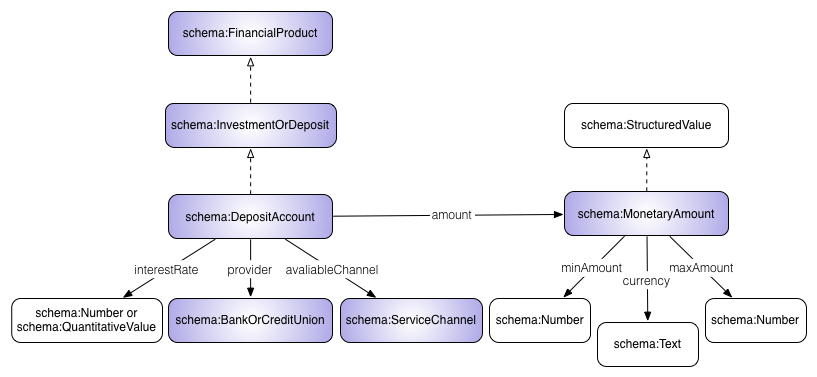 schema:FinancialProduct
schema:InvestmentOrDeposit
schema:StructuredValue
schema:DepositAccount
amount
schema:MonetaryAmount
interestRate
provider
avaliableChannel
minAmount
currency
maxAmount
schema:Number or
schema:QuantitativeValue
schema:BankOrCreditUnion
schema:ServiceChannel
schema:Number
schema:Text
schema:Number